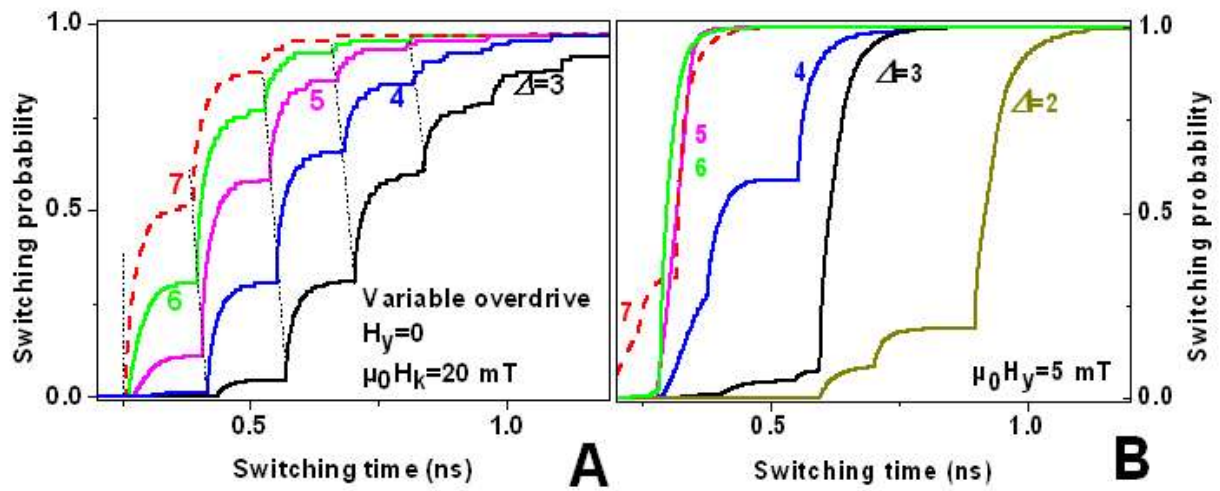 1.0
0.5
0.0
Switching probability
7
6
5
4
Δ=3
Variable overdrive
Hy=0
μ0Hk=20 mT
0.5
1.0
Switching time (ns)
A
7
5
6
4
Δ=3
Δ=2
μ0Hy=5 mT
0.5
1.0
Switching time (ns)
B
1.0
0.5
0.0
Switching probability